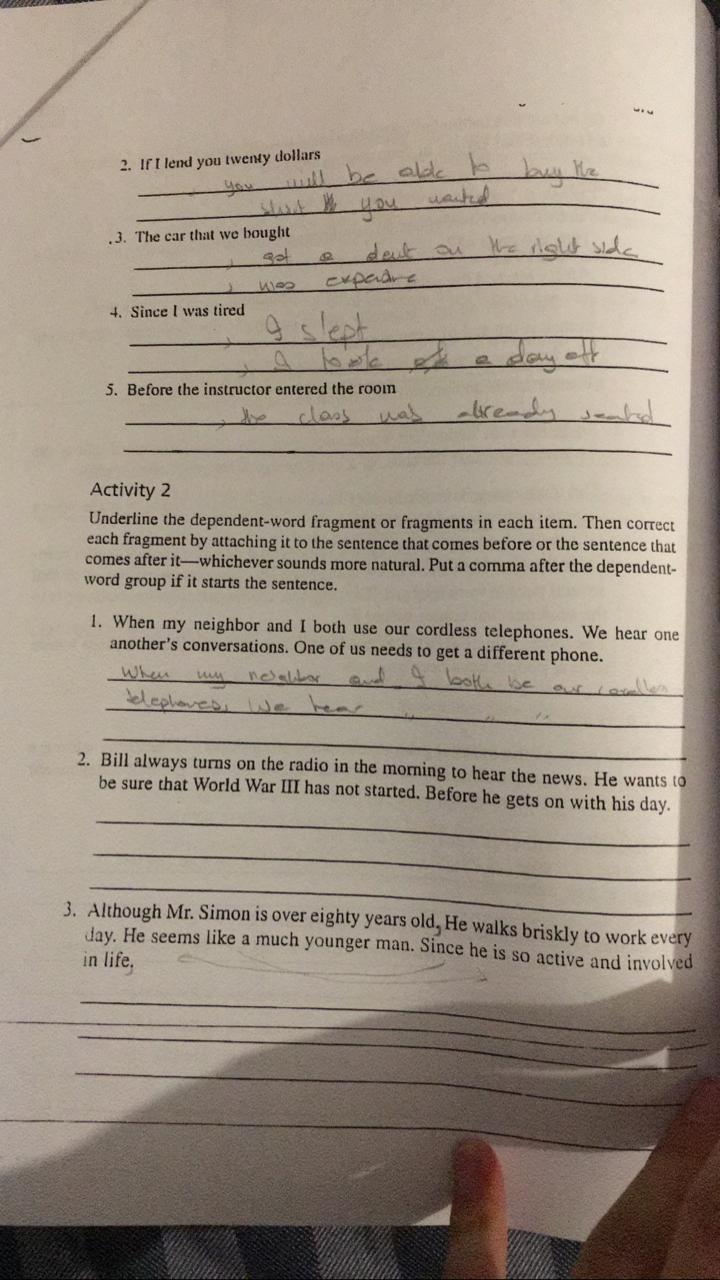 2. If I lend you twenty dollars
, you will be able to buy the
you wanted
3. The car that we bought
, got a dent on the right side
, was
4. Since I was tired
, I slept
, I took a day off
5. Before the instructor entered the room
, the class was already seated
Activity 2
Underline the dependent-word fragment or fragments in each item. Then correct
each fragment by attaching it to the sentence that comes before or the sentence that
comes after it—whichever sounds more natural. Put a comma after the dependent-
word group if it starts the sentence.
1. When my neighbor and I both use our cordless telephones. We hear one
another's conversations. One of us needs to get a different phone.
When my neighbor and I both our
telephones, We hear " " "
2. Bill always turns on the radio in the morning to hear the news. He wants to
be sure that World War III has not started. Before he gets on with his day.
3. Although Mr. Simon is over eighty years old, He walks briskly to work every
day. He seems like a much younger man. Since he is so active and involved
in life,